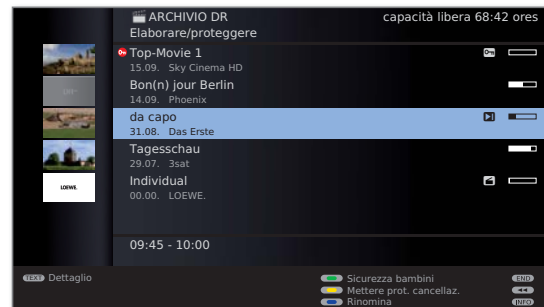 ARCHIVIO DR capacità libera 68:42 ores
Elaborare/proteggere
Top-Movie 1
15.09. Sky Cinema HD
OFF
Bon(n) jour Berlin
14.09. Phoenix
da capo
31.08. Das Erste
Tagesschau
29.07. 3sat
LOEWE.
Individual
00.00. LOEWE.
09:45 - 10:00
TEXT Dettaglio
Sicurezza bambini END
Mettere prot. cancellaz.
Rinomina INFO